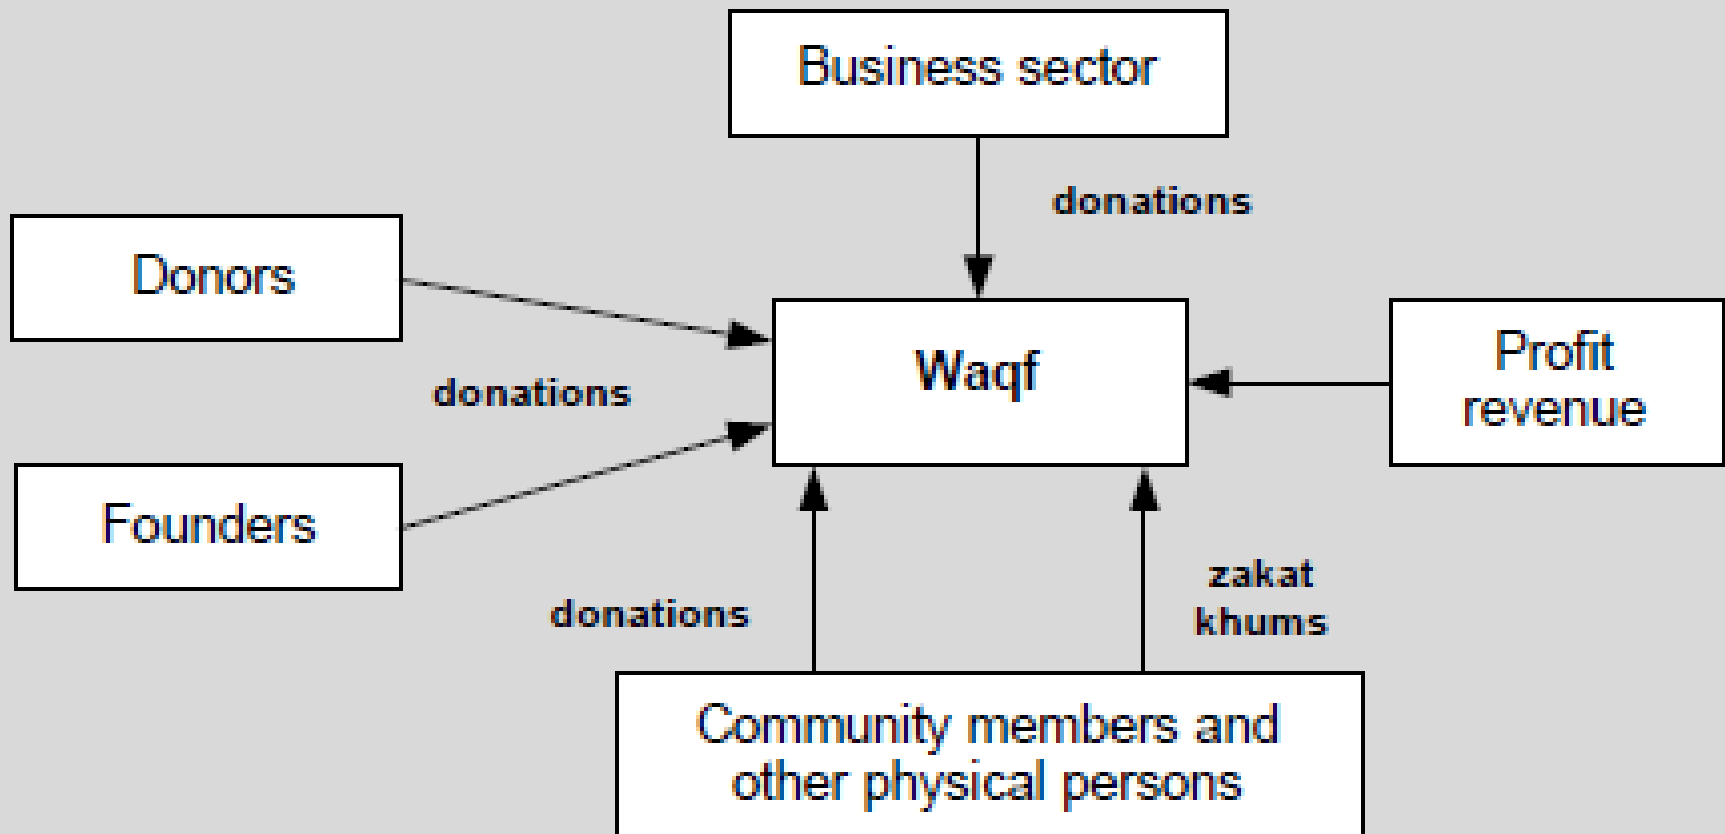 Business sector
donations
Donors
donations
Founders
Waqf
Profit
revenue
donations
zakat
khums
Community members and
other physical persons